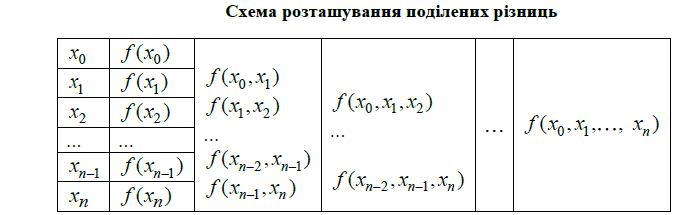 Схема розташування поділених різниць
x₀ f(x₀)
x₁ f(x₁) f(x₀,x₁)
x₂ f(x₂) f(x₁,x₂) f(x₀,x₁,x₂)
... ... ... ... ... f(x₀,x₁,..., xₙ)
xₙ₋₁ f(xₙ₋₁) f(xₙ₋₂,xₙ₋₁)
xₙ f(xₙ) f(xₙ₋₁,xₙ) f(xₙ₋₂,xₙ₋₁,xₙ)